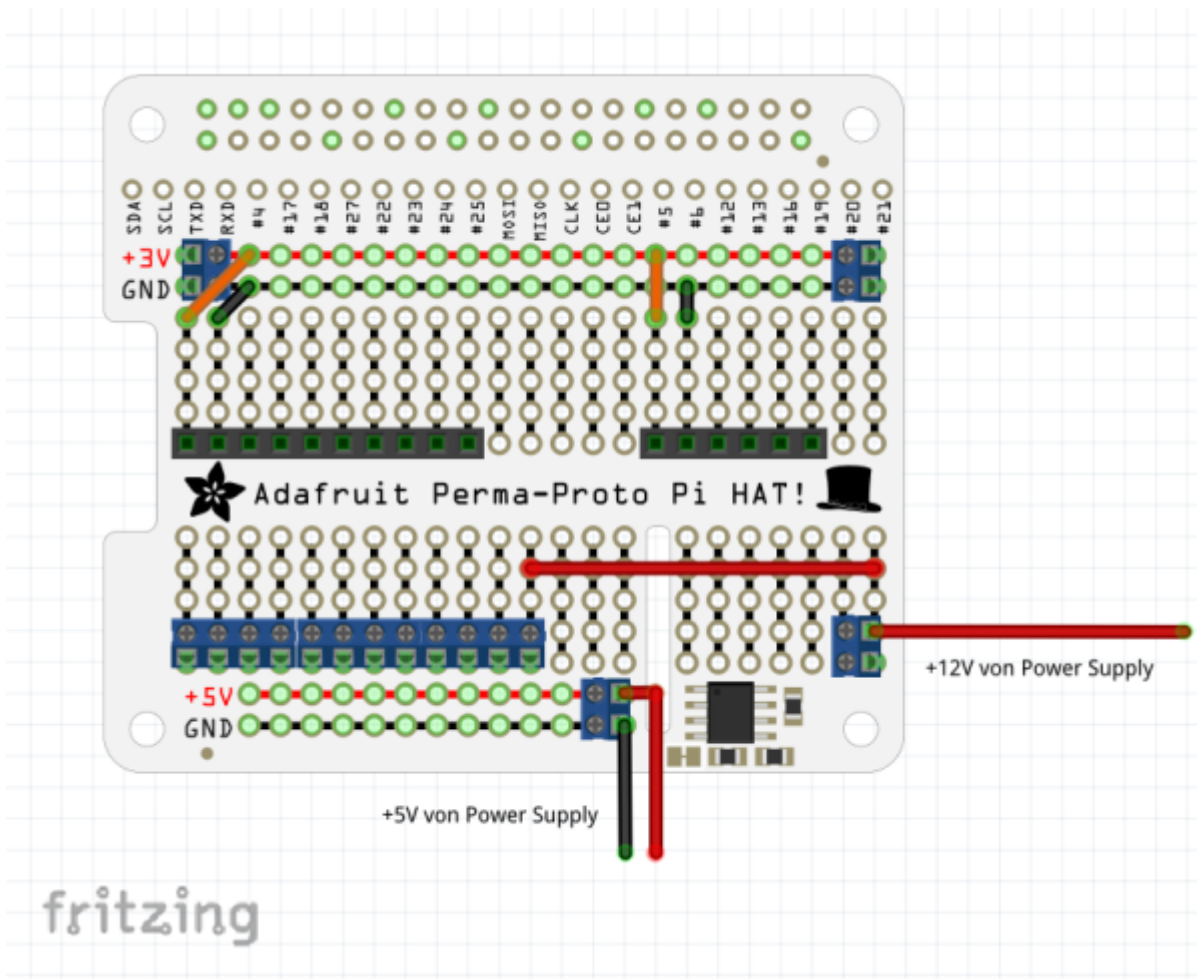 SDA SCL TXD RXD #4 #17 #18 #27 #22 #23 #24 #25 MOSI MISO CLK CE0 CE1 #5 #6 #12 #13 #16 #19 #20 #21
+3V
GND
Adafruit Perma-Proto Pi HAT!
+12V von Power Supply
+5V
GND
+5V von Power Supply
fritzing